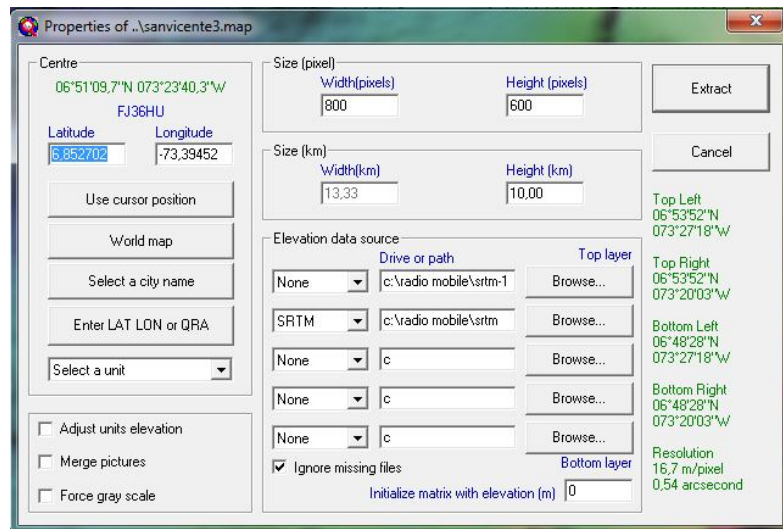 Properties of ..\sanvicente3.map
Centre
06°51'09,7''N 073°23'40,3''W
FJ36HU
Latitude Longitude
6,852702 -73,39452
Use cursor position
World map
Select a city name
Enter LAT LON or QRA
Select a unit
Adjust units elevation
Merge pictures
Force gray scale
Size (pixel)
Width(pixels) Height (pixels)
800 600
Size (km)
Width(km) Height (km)
13,33 10,00
Elevation data source
Drive or path Top layer
None c:\radio mobile\srtm-1 Browse...
SRTM c:\radio mobile\srtm Browse...
None c Browse...
None c Browse...
None c Browse...
Ignore missing files Bottom layer
Initialize matrix with elevation (m) 0
Extract
Cancel
Top Left
06°53'52''N
073°27'18''W
Top Right
06°53'52''N
073°20'03''W
Bottom Left
06°48'28''N
073°27'18''W
Bottom Right
06°48'28''N
073°20'03''W
Resolution
16,7 m/pixel
0,54 arcsecond